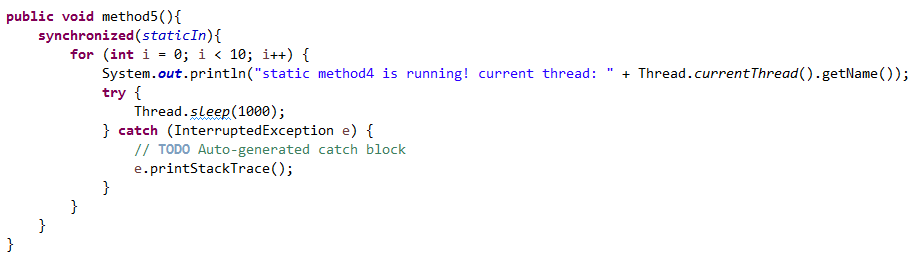 public void method5(){
    synchronized(staticIn){
        for (int i = 0; i < 10; i++) {
            System.out.println("static method4 is running! current thread: " + Thread.currentThread().getName());
            try {
                Thread.sleep(1000);
            } catch (InterruptedException e) {
                // TODO Auto-generated catch block
                e.printStackTrace();
            }
        }
    }
}